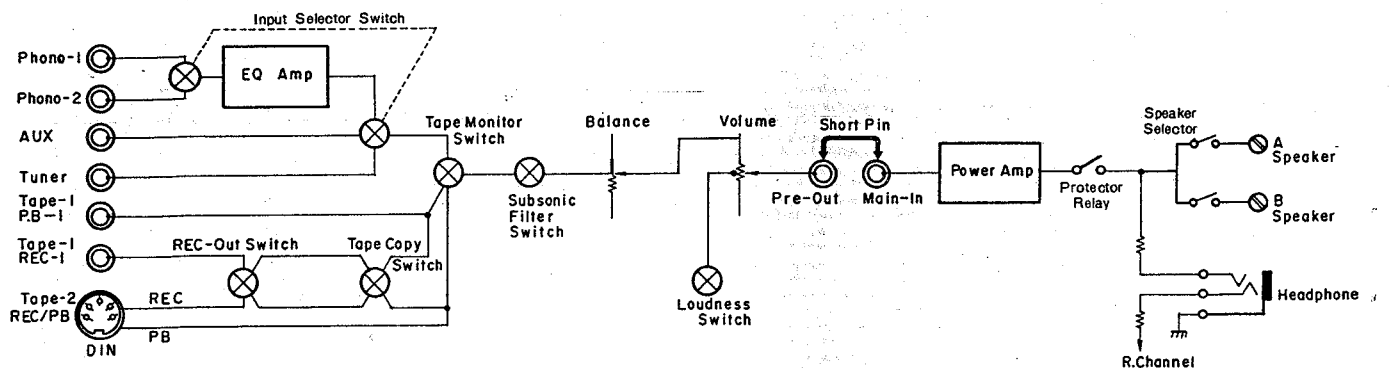 Input Selector Switch
Phono-1
EQ Amp
Phono-2
AUX
Tape Monitor
Switch
Balance
Volume
Short Pin
Speaker
Selector
A
Speaker
Tuner
Power Amp
Protector
Relay
Subsonic
Filter
Switch
Pre-Out
Main-In
B
Speaker
Tape-1
P.B-1
Tape-1
REC-1
REC-Out Switch
Tape Copy
Switch
Loudness
Switch
Tape-2
REC/PB
REC
PB
DIN
Headphone
R.Channel